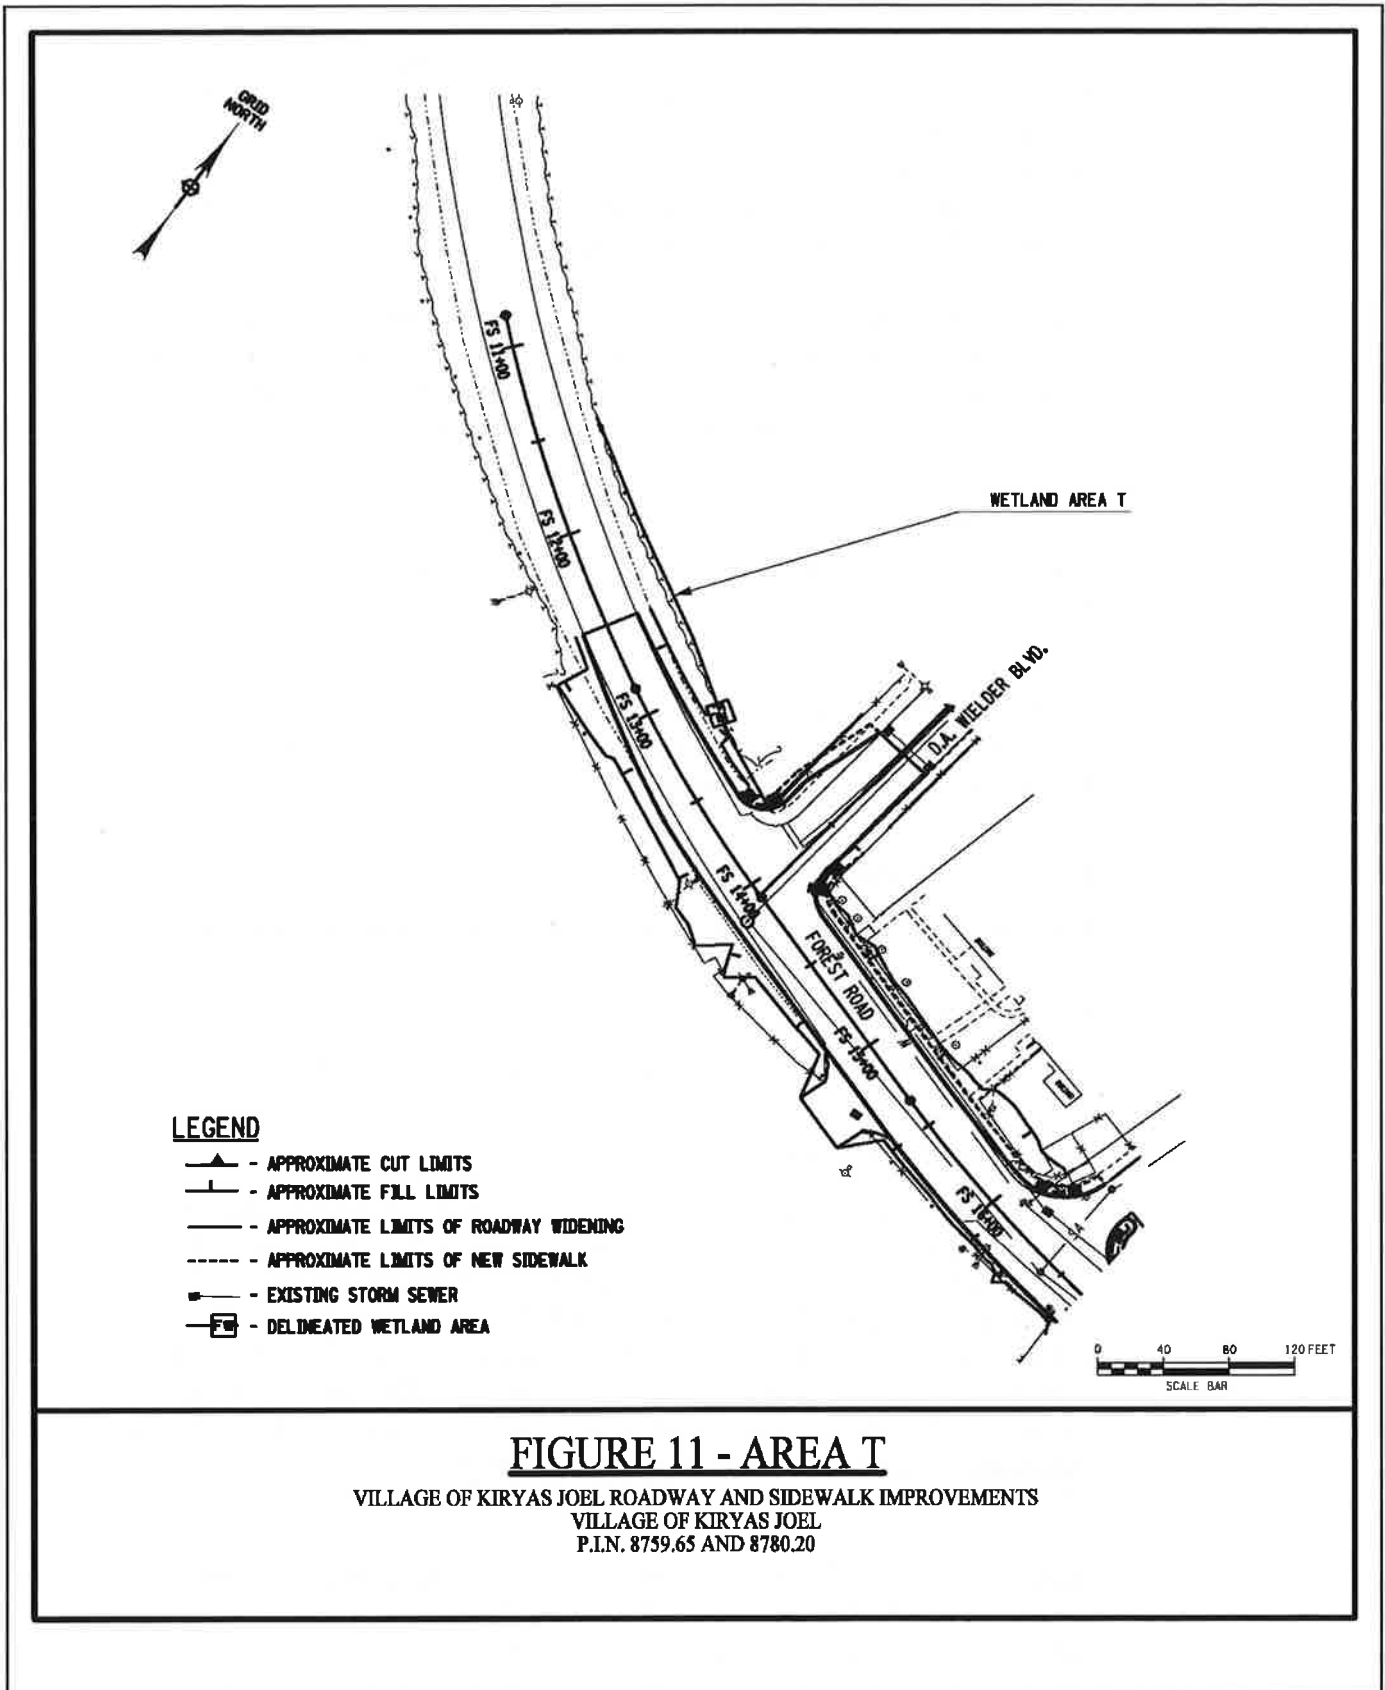 GRID
NORTH
FS 11+00
FS 12+00
WETLAND AREA T
FW
D.A. WIELDER BLVD.
FS 13+00
FS 14+00
FOREST ROAD
BUILDING
FS 15+00
BUILDING
FS 16+00
LEGEND
- APPROXIMATE CUT LIMITS
- APPROXIMATE FILL LIMITS
- APPROXIMATE LIMITS OF ROADWAY WIDENING
- APPROXIMATE LIMITS OF NEW SIDEWALK
- EXISTING STORM SEWER
FW - DELINEATED WETLAND AREA
0 40 80 120 FEET
SCALE BAR
FIGURE 11 - AREA T
VILLAGE OF KIRYAS JOEL ROADWAY AND SIDEWALK IMPROVEMENTS
VILLAGE OF KIRYAS JOEL
P.I.N. 8759.65 AND 8780.20